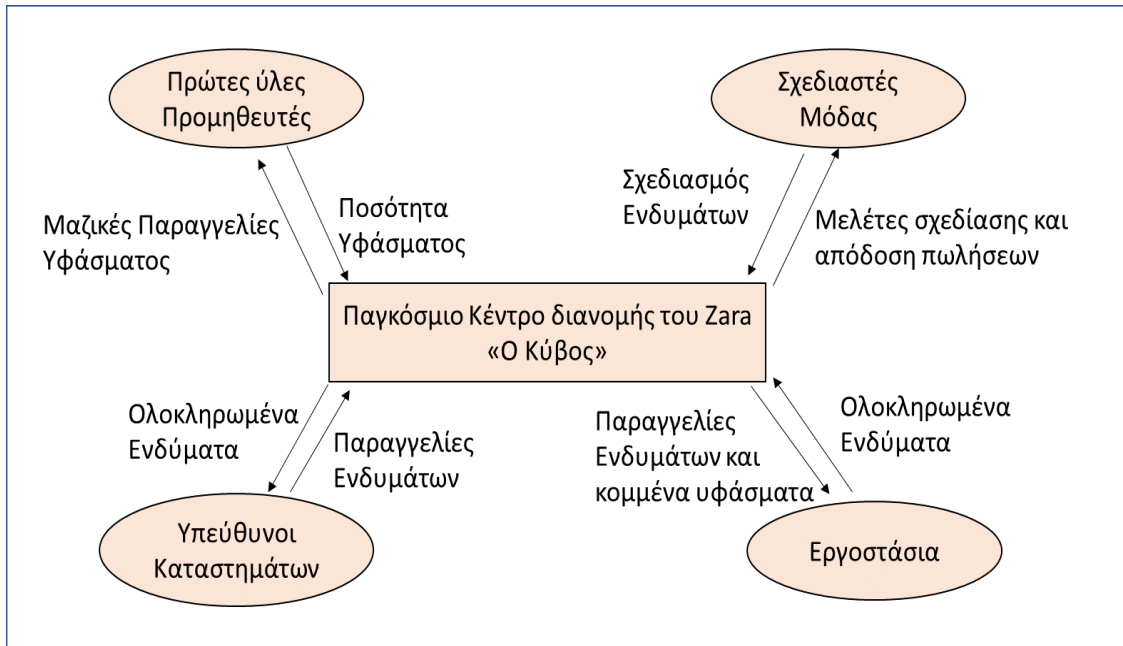 Πρώτες ύλες
Προμηθευτές
Σχεδιαστές
Μόδας
Μαζικές Παραγγελίες
Υφάσματος
Ποσότητα
Υφάσματος
Σχεδιασμός
Ενδυμάτων
Μελέτες σχεδίασης και
απόδοση πωλήσεων
Παγκόσμιο Κέντρο διανομής του Zara
«Ο Κύβος»
Ολοκληρωμένα
Ενδύματα
Παραγγελίες
Ενδυμάτων
Παραγγελίες
Ενδυμάτων και
κομμένα υφάσματα
Ολοκληρωμένα
Ενδύματα
Υπεύθυνοι
Καταστημάτων
Εργοστάσια